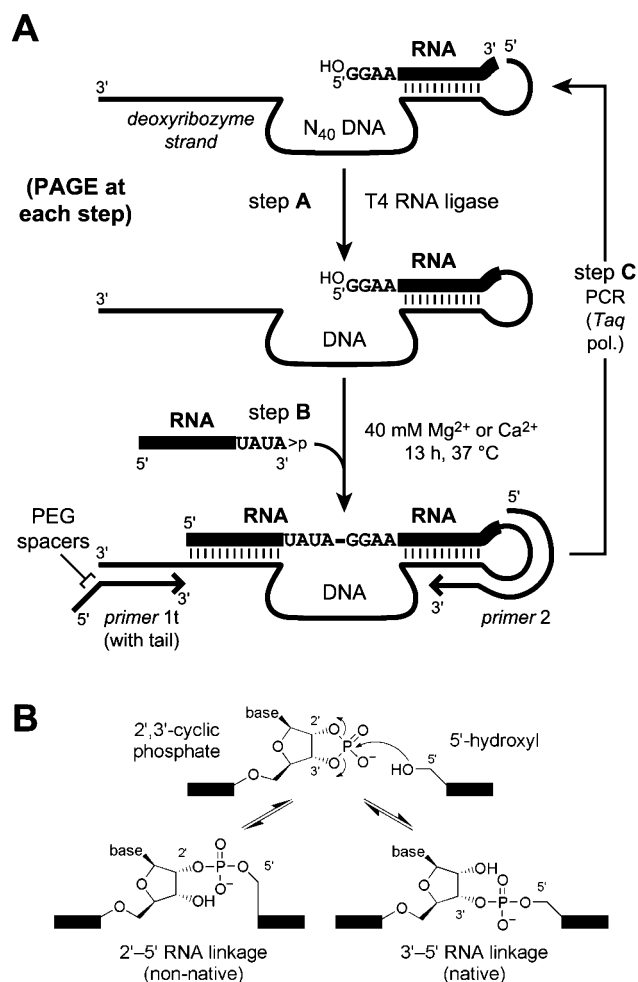 A
RNA
3' 5'
HO
5'GGAA
3'
deoxyribozyme
strand
N40 DNA
(PAGE at
each step)
step A
T4 RNA ligase
step C
PCR
(Taq
pol.)
RNA
HO
5'GGAA
3'
DNA
RNA
step B
UAUA>p
5'
3'
40 mM Mg2+ or Ca2+
13 h, 37 °C
PEG
spacers
5'
RNA
RNA
5'
UAUA-GGAA
3'
DNA
3'
5'
primer 1t
(with tail)
3'
primer 2
B
2',3'-cyclic
phosphate
base
2'
O
O
P
O
O
O-
3'
O
5'-hydroxyl
5'
HO
base
2'
O
O
P
O
5'
O
O-
OH
O
2'–5' RNA linkage
(non-native)
base
2'
OH
O
O
5'
O
P
O
3'
O-
O
3'–5' RNA linkage
(native)